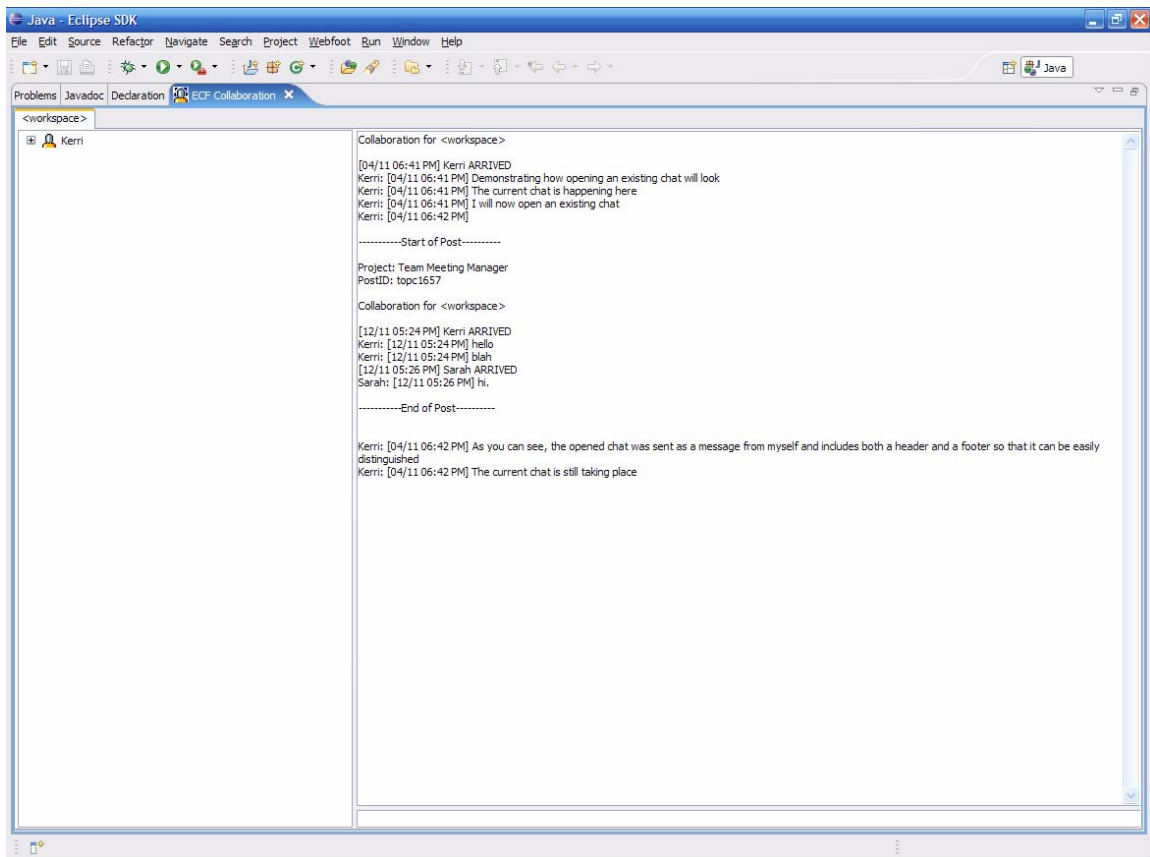 Java - Eclipse SDK
File Edit Source Refactor Navigate Search Project Webfoot Run Window Help
Java
Problems Javadoc Declaration ECF Collaboration
<workspace>
Kerri
Collaboration for <workspace>
[04/11 06:41 PM] Kerri ARRIVED
Kerri: [04/11 06:41 PM] Demonstrating how opening an existing chat will look
Kerri: [04/11 06:41 PM] The current chat is happening here
Kerri: [04/11 06:41 PM] I will now open an existing chat
Kerri: [04/11 06:42 PM]
-----------Start of Post----------
Project: Team Meeting Manager
PostID: topc1657
Collaboration for <workspace>
[12/11 05:24 PM] Kerri ARRIVED
Kerri: [12/11 05:24 PM] hello
Kerri: [12/11 05:24 PM] blah
[12/11 05:26 PM] Sarah ARRIVED
Sarah: [12/11 05:26 PM] hi.
-----------End of Post----------
Kerri: [04/11 06:42 PM] As you can see, the opened chat was sent as a message from myself and includes both a header and a footer so that it can be easily
distinguished
Kerri: [04/11 06:42 PM] The current chat is still taking place